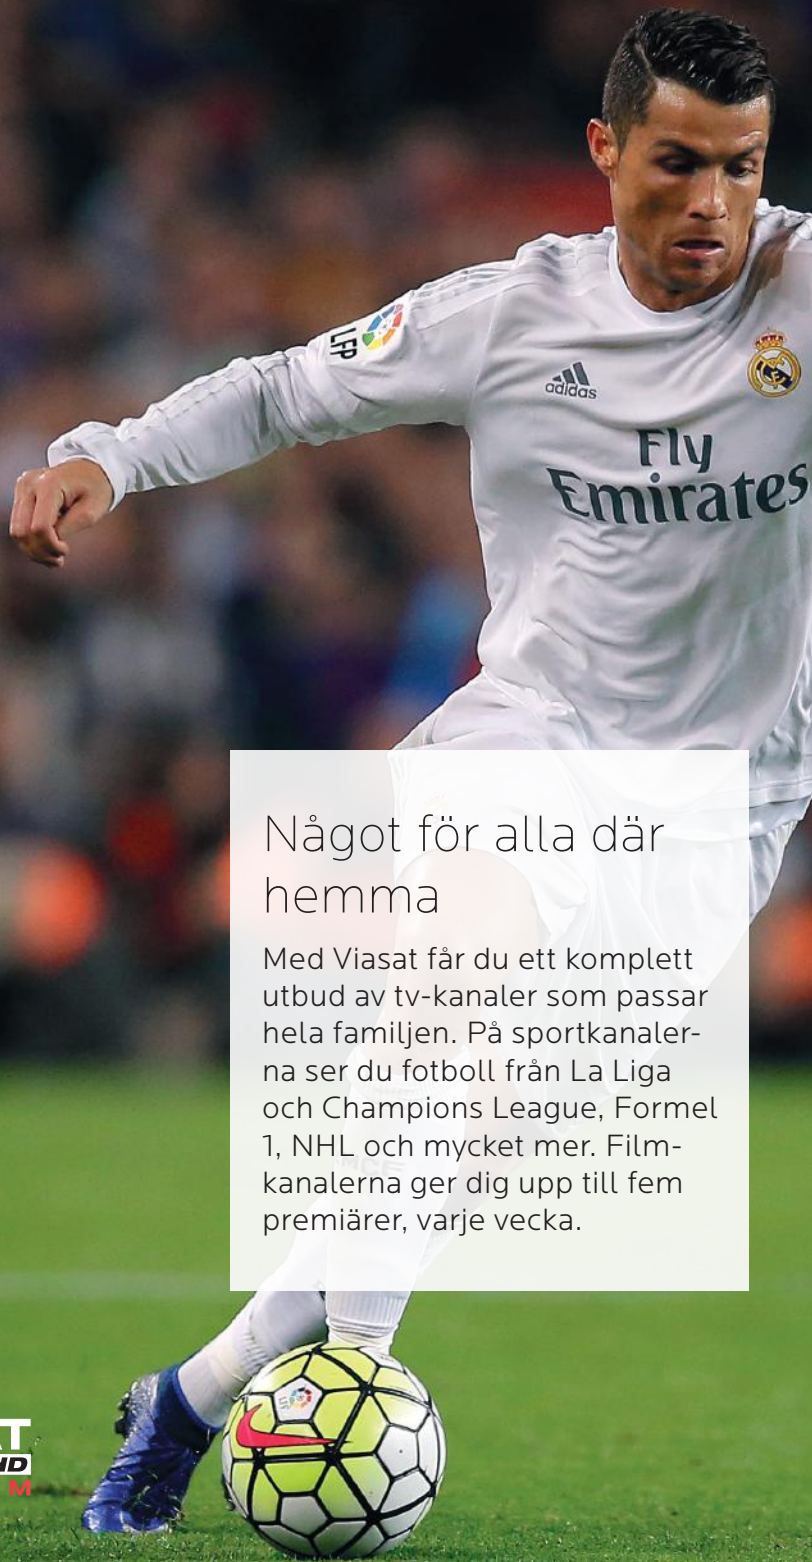 LFP
adidas
Fly
Emirates
Något för alla där
hemma
Med Viasat får du ett komplett
utbud av tv-kanaler som passar
hela familjen. På sportkanaler-
na ser du fotboll från La Liga
och Champions League, Formel
1, NHL och mycket mer. Film-
kanalerna ger dig upp till fem
premiärer, varje vecka.
HD
M